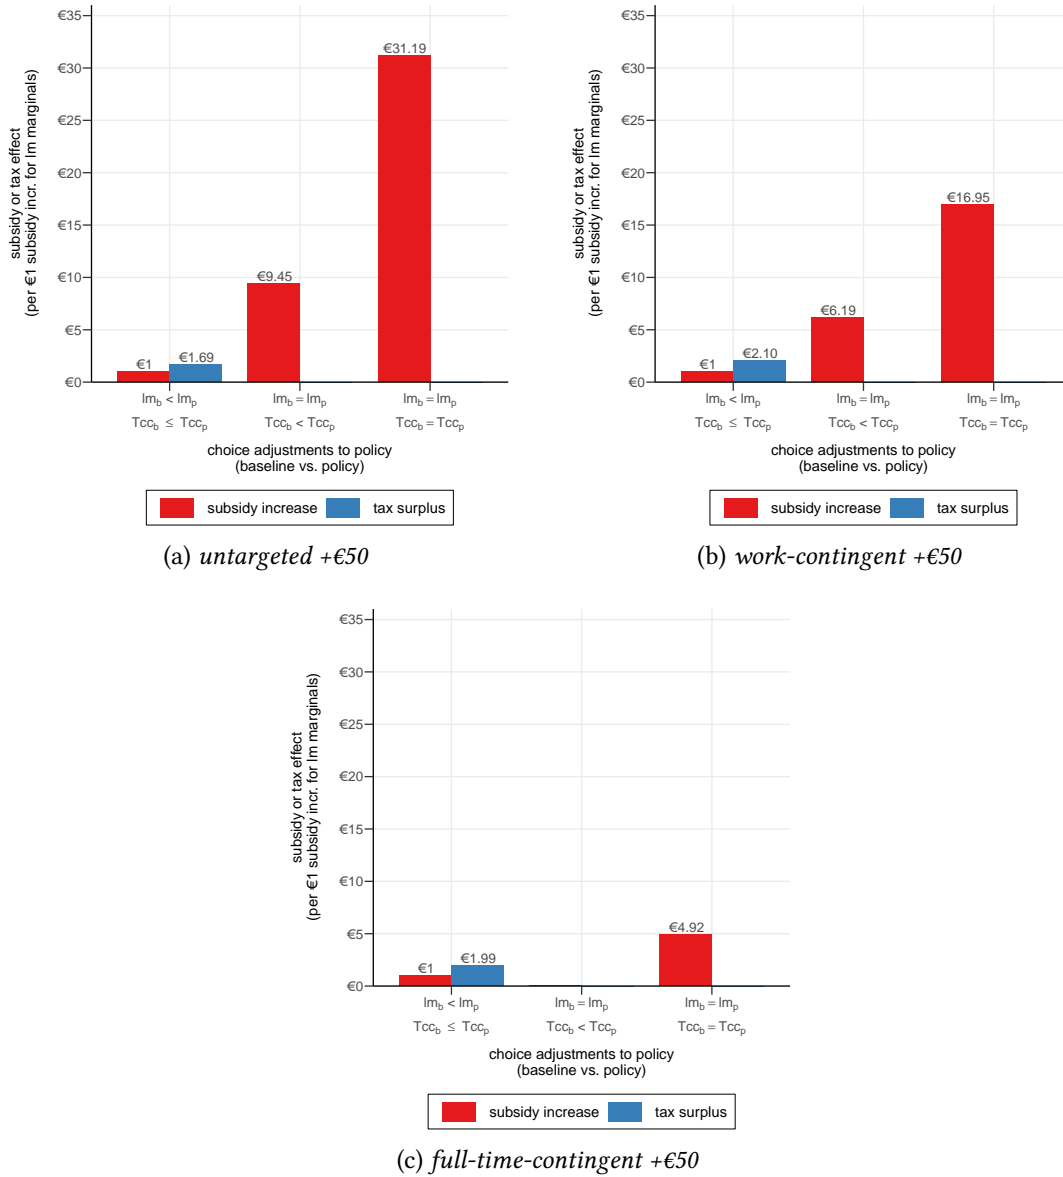 subsidy or tax effect
(per €1 subsidy incr. for lm marginals)
€35
€30
€25
€20
€15
€10
€5
€0
€1
€1.69
€9.45
€31.19
lm_b < lm_p
Tcc_b ≤ Tcc_p
lm_b = lm_p
Tcc_b < Tcc_p
lm_b = lm_p
Tcc_b = Tcc_p
choice adjustments to policy
(baseline vs. policy)
subsidy increase tax surplus
(a) untargeted +€50
subsidy or tax effect
(per €1 subsidy incr. for lm marginals)
€35
€30
€25
€20
€15
€10
€5
€0
€1
€2.10
€6.19
€16.95
lm_b < lm_p
Tcc_b ≤ Tcc_p
lm_b = lm_p
Tcc_b < Tcc_p
lm_b = lm_p
Tcc_b = Tcc_p
choice adjustments to policy
(baseline vs. policy)
subsidy increase tax surplus
(b) work-contingent +€50
subsidy or tax effect
(per €1 subsidy incr. for lm marginals)
€35
€30
€25
€20
€15
€10
€5
€0
€1
€1.99
€4.92
lm_b < lm_p
Tcc_b ≤ Tcc_p
lm_b = lm_p
Tcc_b < Tcc_p
lm_b = lm_p
Tcc_b = Tcc_p
choice adjustments to policy
(baseline vs. policy)
subsidy increase tax surplus
(c) full-time-contingent +€50